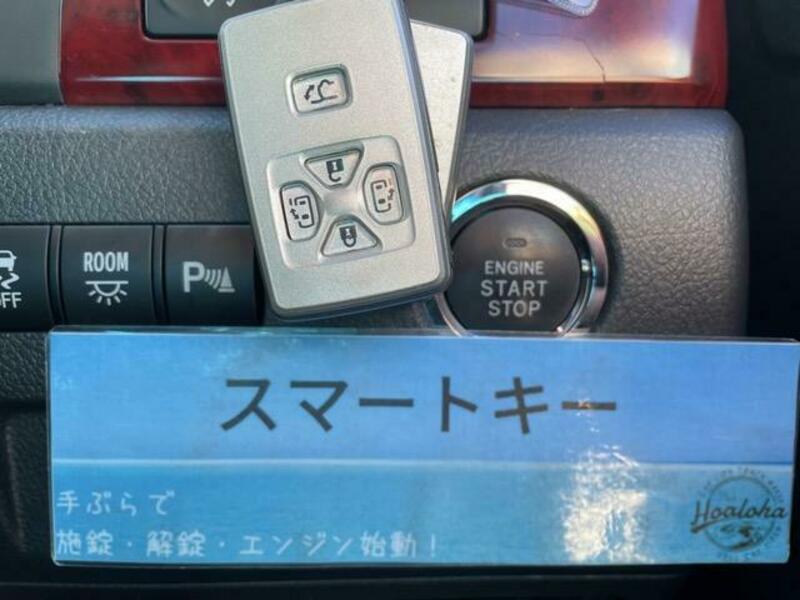 OFF
ROOM
P
ENGINE
START
STOP
スマートキー
手ぶらで
施錠・解錠・エンジン始動！
Hoaloha